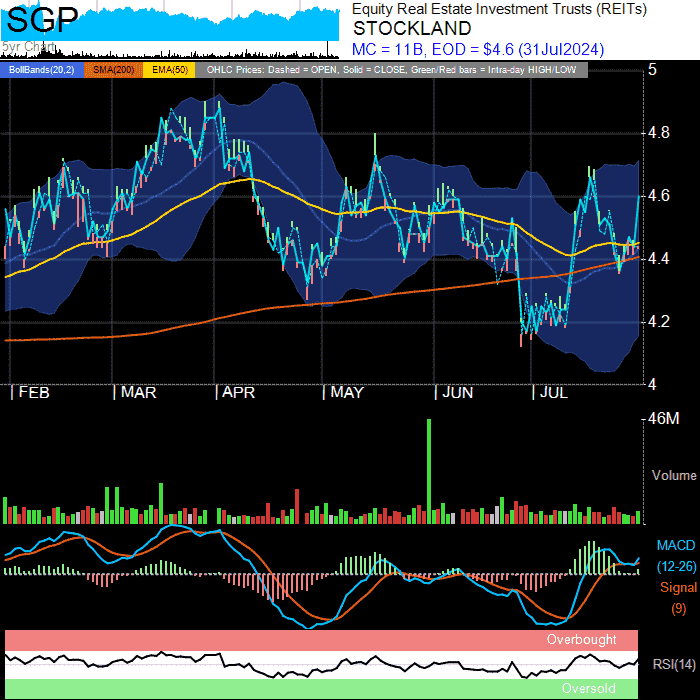 SGP
5yr Chart
Equity Real Estate Investment Trusts (REITs)
STOCKLAND
MC = 11B, EOD = $4.6 (31Jul2024)
BollBands(20,2) SMA(200) EMA(50) OHLC Prices: Dashed = OPEN, Solid = CLOSE, Green/Red bars = Intra-day HIGH/LOW
5
4.8
4.6
4.4
4.2
4
FEB MAR APR MAY JUN JUL
46M
Volume
MACD
(12-26)
Signal
(9)
Overbought
RSI(14)
Oversold